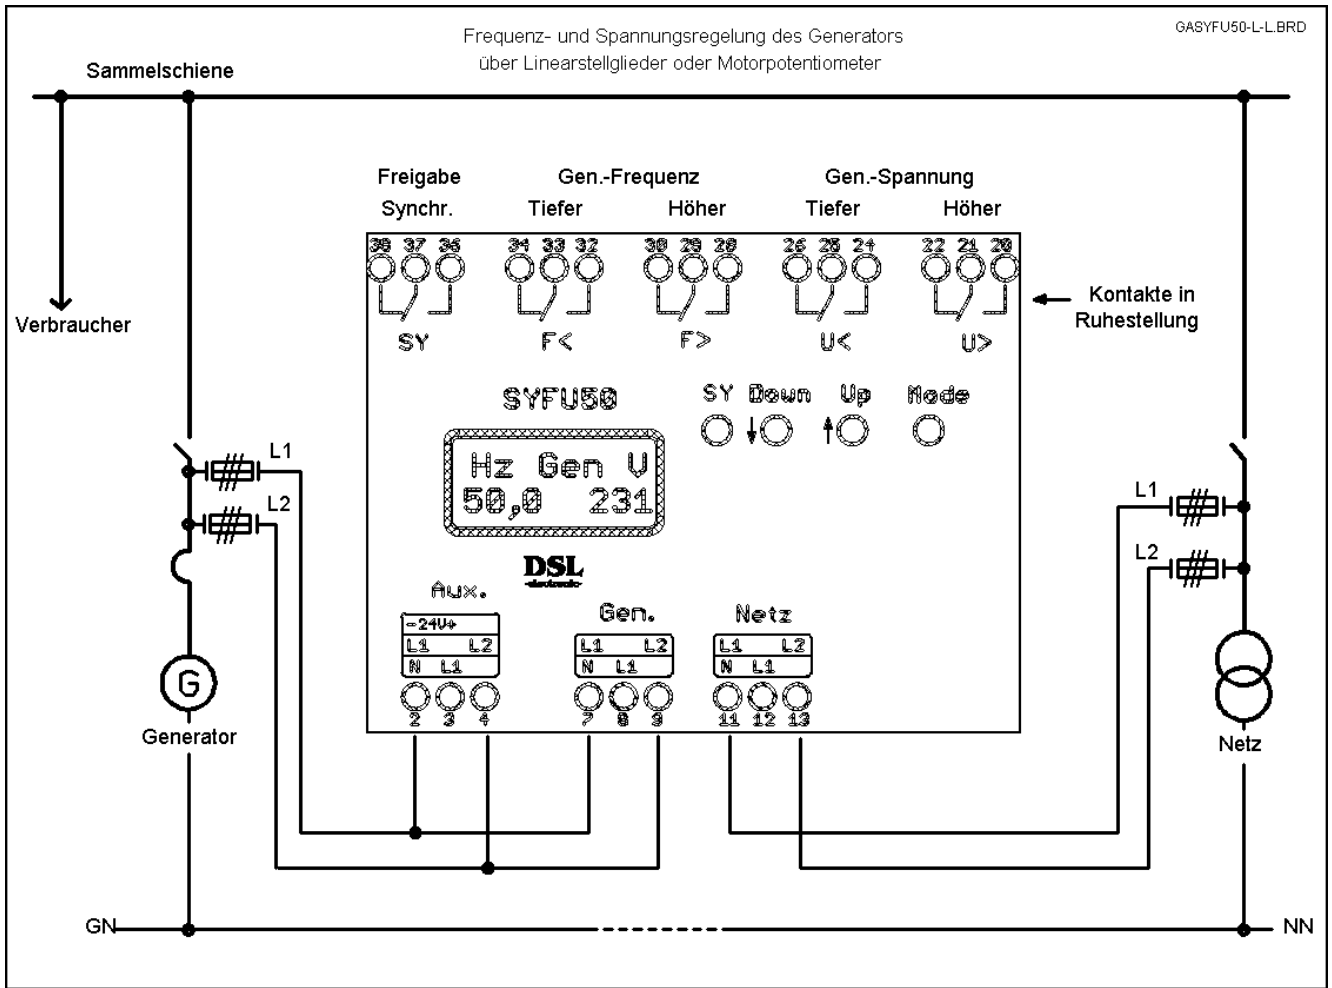 GASYFU50-L-L.BRD
Frequenz- und Spannungsregelung des Generators
über Linearstellglieder oder Motorpotentiometer
Sammelschiene
Freigabe Gen.-Frequenz Gen.-Spannung
Synchr. Tiefer Höher Tiefer Höher
38 37 36 34 33 32 30 29 28 26 25 24 22 21 20
Kontakte in
Ruhestellung
Verbraucher
SY F< F> U< U>
SYFU50 SY Down Up Mode
L1
Hz Gen V
50,0 231
L2
L1
L2
DSL
-electronic-
Aux. Gen. Netz
-24V+
L1 L2 L1 L2 L1 L2
N L1 N L1 N L1
G
2 3 4 7 8 9 11 12 13
Generator
Netz
GN NN